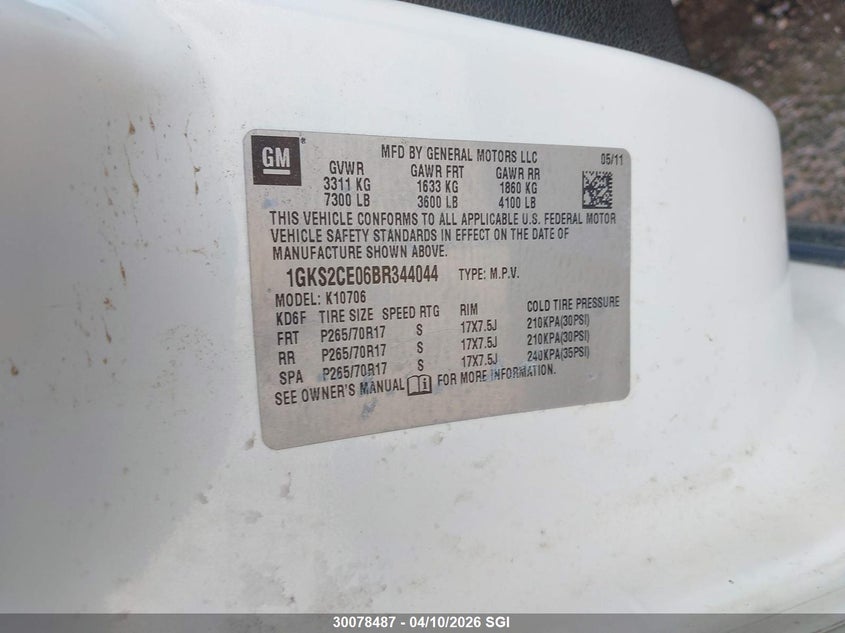 GM
MFD BY GENERAL MOTORS LLC 05/11
GVWR GAWR FRT GAWR RR
3311 KG 1633 KG 1860 KG
7300 LB 3600 LB 4100 LB
THIS VEHICLE CONFORMS TO ALL APPLICABLE U.S. FEDERAL MOTOR
VEHICLE SAFETY STANDARDS IN EFFECT ON THE DATE OF
MANUFACTURE SHOWN ABOVE.
1GKS2CE06BR344044 TYPE: M.P.V.
MODEL: K10706
KD6F TIRE SIZE SPEED RTG RIM COLD TIRE PRESSURE
FRT P265/70R17 S 17X7.5J 210KPA(30PSI)
RR P265/70R17 S 17X7.5J 210KPA(30PSI)
SPA P265/70R17 S 17X7.5J 240KPA(35PSI)
SEE OWNER'S MANUAL FOR MORE INFORMATION.
30078487 - 04/10/2026 SGI